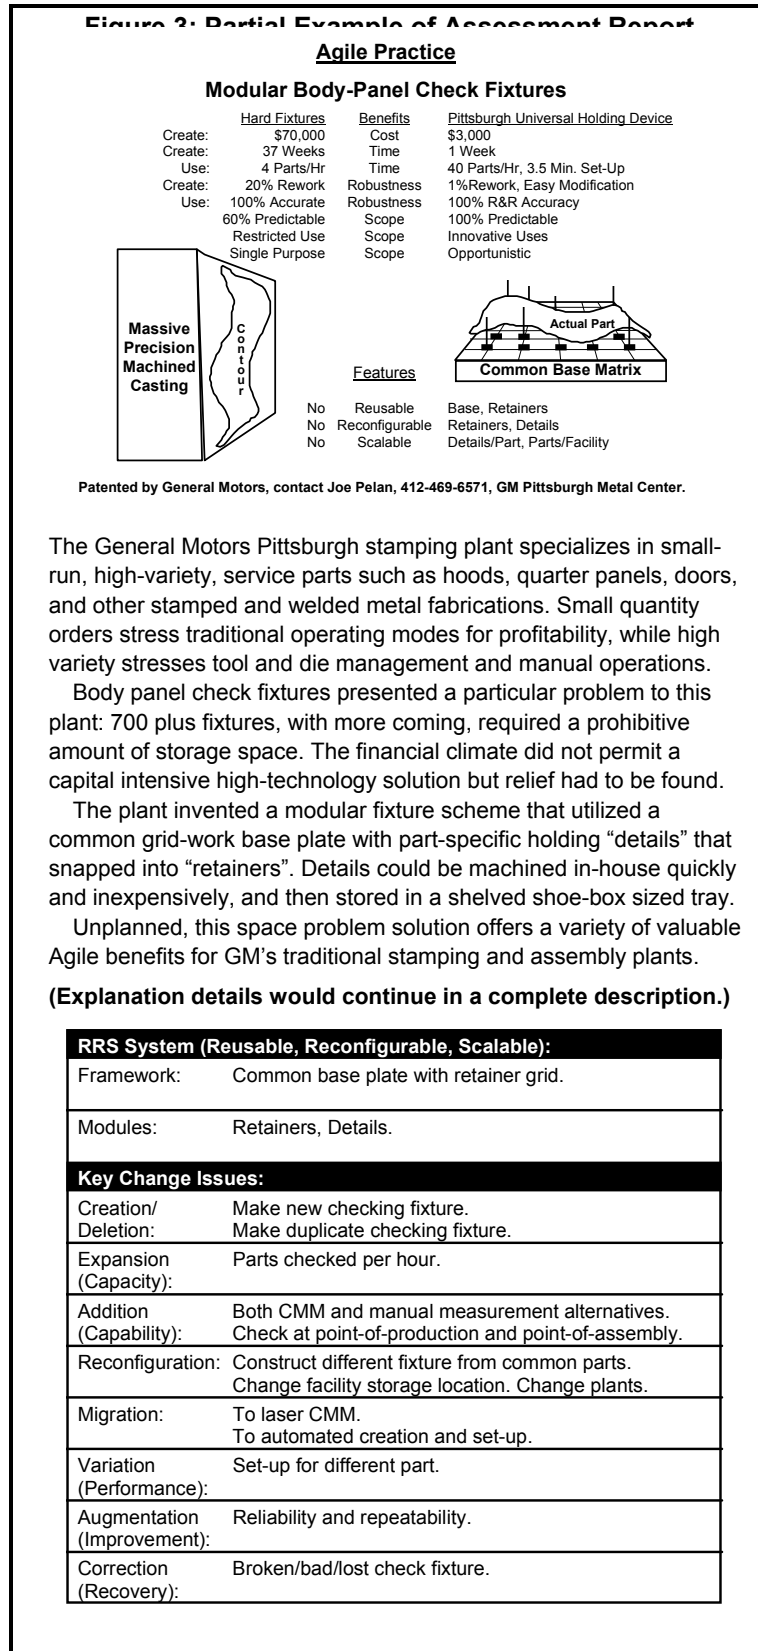 Figure 3: Partial Example of Assessment Report
Agile Practice
Modular Body-Panel Check Fixtures
Hard Fixtures Benefits Pittsburgh Universal Holding Device
Create: $70,000 Cost $3,000
Create: 37 Weeks Time 1 Week
Use: 4 Parts/Hr Time 40 Parts/Hr, 3.5 Min. Set-Up
Create: 20% Rework Robustness 1%Rework, Easy Modification
Use: 100% Accurate Robustness 100% R&R Accuracy
60% Predictable Scope 100% Predictable
Restricted Use Scope Innovative Uses
Single Purpose Scope Opportunistic
Massive
Precision
Machined
Casting
Contour
Actual Part
Common Base Matrix
Features
No Reusable Base, Retainers
No Reconfigurable Retainers, Details
No Scalable Details/Part, Parts/Facility
Patented by General Motors, contact Joe Pelan, 412-469-6571, GM Pittsburgh Metal Center.
The General Motors Pittsburgh stamping plant specializes in small-
run, high-variety, service parts such as hoods, quarter panels, doors,
and other stamped and welded metal fabrications. Small quantity
orders stress traditional operating modes for profitability, while high
variety stresses tool and die management and manual operations.
Body panel check fixtures presented a particular problem to this
plant: 700 plus fixtures, with more coming, required a prohibitive
amount of storage space. The financial climate did not permit a
capital intensive high-technology solution but relief had to be found.
The plant invented a modular fixture scheme that utilized a
common grid-work base plate with part-specific holding “details” that
snapped into “retainers”. Details could be machined in-house quickly
and inexpensively, and then stored in a shelved shoe-box sized tray.
Unplanned, this space problem solution offers a variety of valuable
Agile benefits for GM’s traditional stamping and assembly plants.
(Explanation details would continue in a complete description.)
RRS System (Reusable, Reconfigurable, Scalable):
Framework: Common base plate with retainer grid.
Modules: Retainers, Details.
Key Change Issues:
Creation/ Make new checking fixture.
Deletion: Make duplicate checking fixture.
Expansion Parts checked per hour.
(Capacity):
Addition Both CMM and manual measurement alternatives.
(Capability): Check at point-of-production and point-of-assembly.
Reconfiguration: Construct different fixture from common parts.
Change facility storage location. Change plants.
Migration: To laser CMM.
To automated creation and set-up.
Variation Set-up for different part.
(Performance):
Augmentation Reliability and repeatability.
(Improvement):
Correction Broken/bad/lost check fixture.
(Recovery):